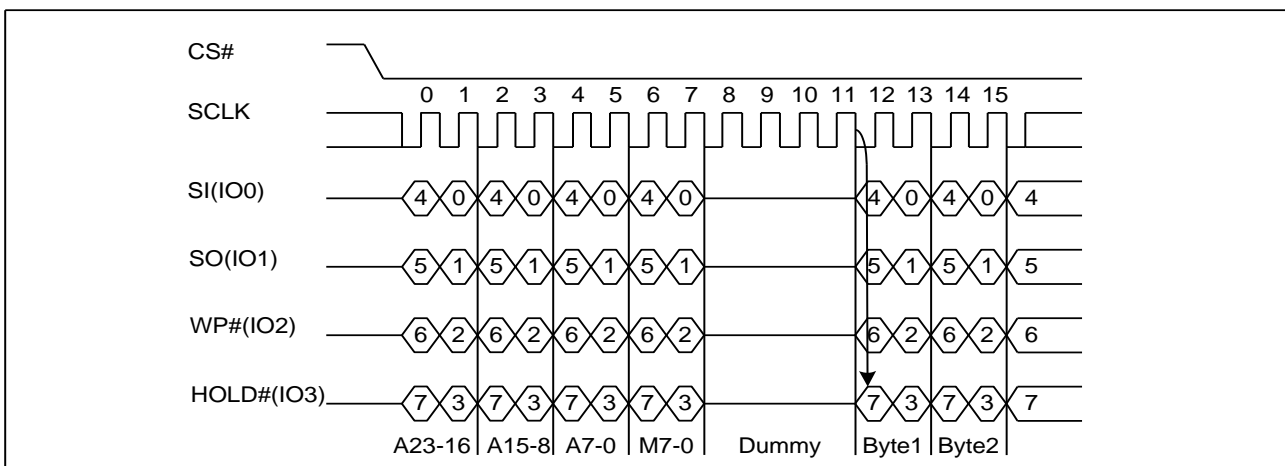 CS#
0 1 2 3 4 5 6 7 8 9 10 11 12 13 14 15
SCLK
SI(IO0) 4 0 4 0 4 0 4 0 4 0 4 0 4
SO(IO1) 5 1 5 1 5 1 5 1 5 1 5 1 5
WP#(IO2) 6 2 6 2 6 2 6 2 6 2 6 2 6
HOLD#(IO3) 7 3 7 3 7 3 7 3 7 3 7 3 7
A23-16 A15-8 A7-0 M7-0 Dummy Byte1 Byte2